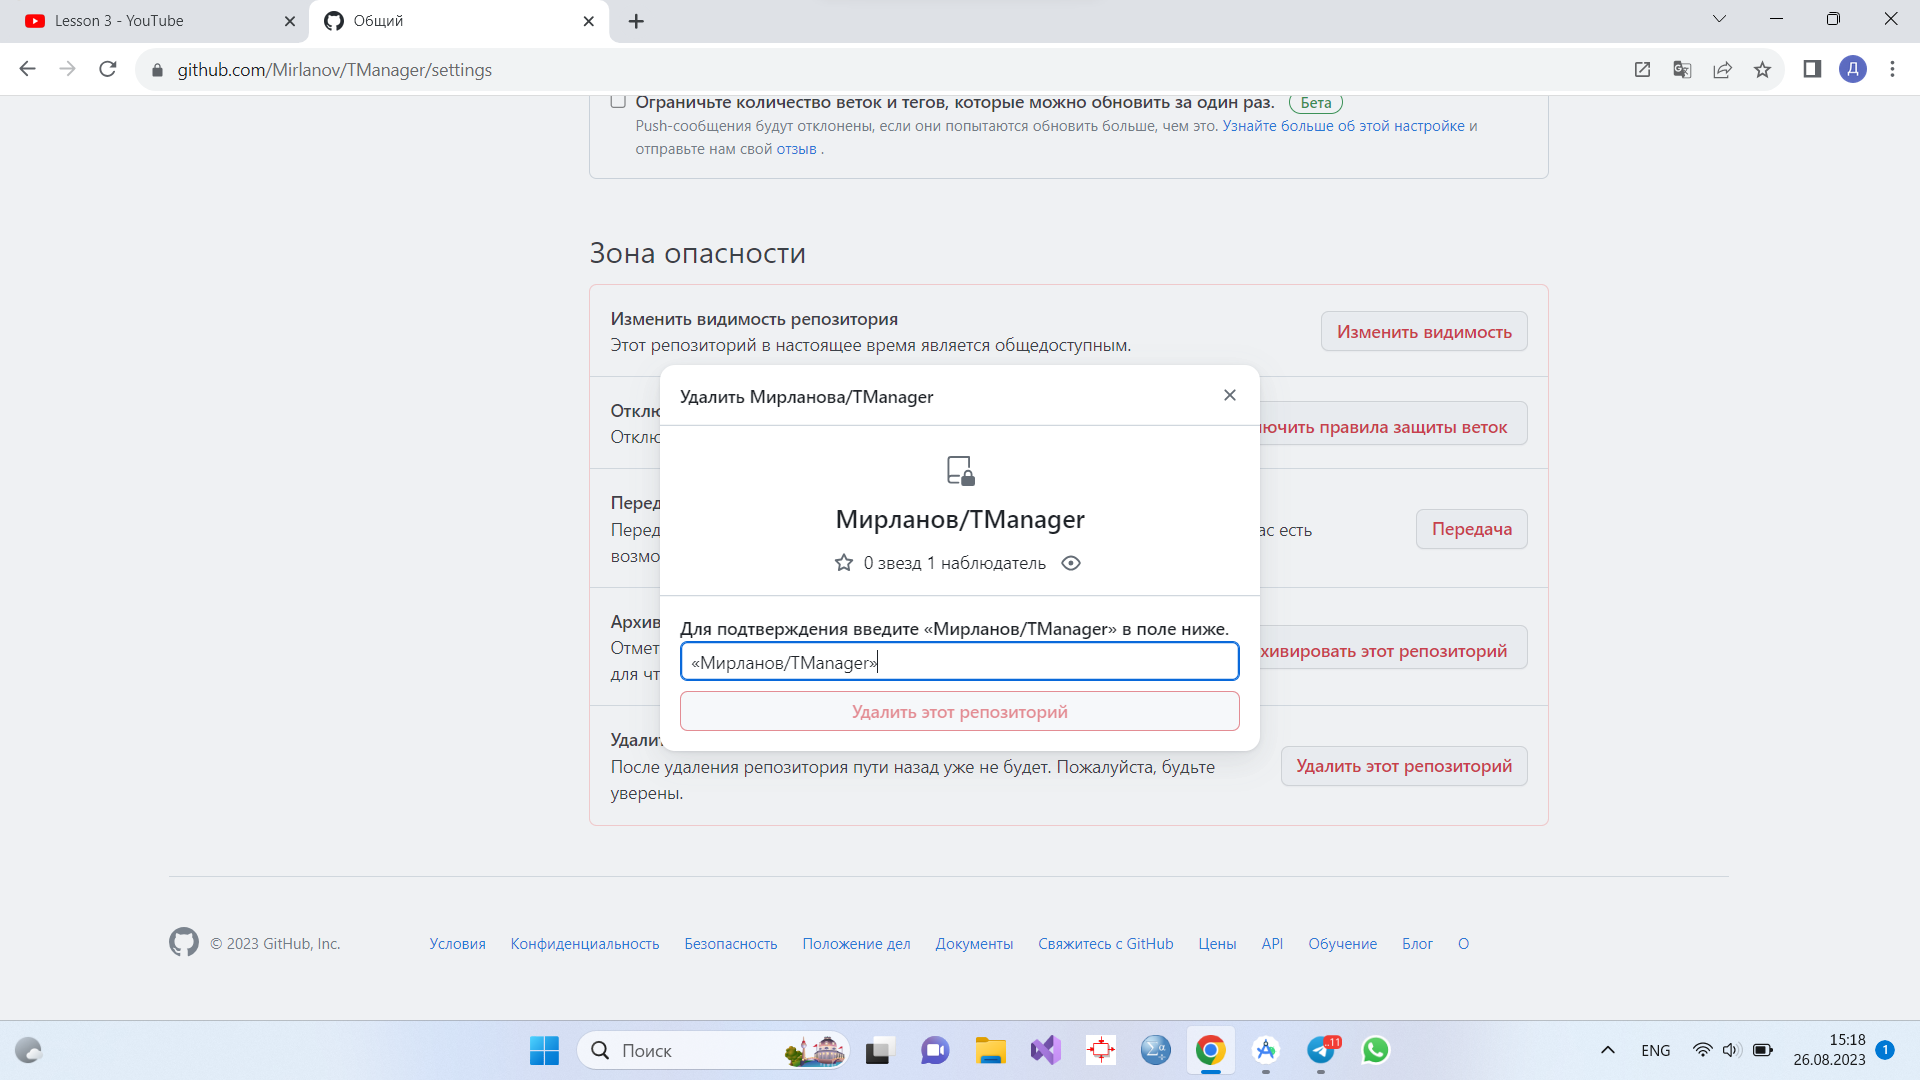 Lesson 3 - YouTube
Общий
github.com/Mirlanov/TManager/settings
Д
Ограничьте количество веток и тегов, которые можно обновить за один раз. Бета
Push-сообщения будут отклонены, если они попытаются обновить больше, чем это. Узнайте больше об этой настройке и
отправьте нам свой отзыв .
Зона опасности
Изменить видимость репозитория
Этот репозиторий в настоящее время является общедоступным.
Изменить видимость
Удалить Мирланова/TManager
Отклю
Отклю
ючить правила защиты веток
Мирланов/TManager
0 звезд 1 наблюдатель
Перед
Перед
ас есть
возмо
Передача
Для подтверждения введите «Мирланов/TManager» в поле ниже.
«Мирланов/TManager»
Удалить этот репозиторий
Архив
Отмет
для чт
хивировать этот репозиторий
Удалит
После удаления репозитория пути назад уже не будет. Пожалуйста, будьте
уверены.
Удалить этот репозиторий
© 2023 GitHub, Inc.
Условия
Конфиденциальность
Безопасность
Положение дел
Документы
Свяжитесь с GitHub
Цены
API
Обучение
Блог
О
Поиск
..11
ENG
15:18
26.08.2023
1